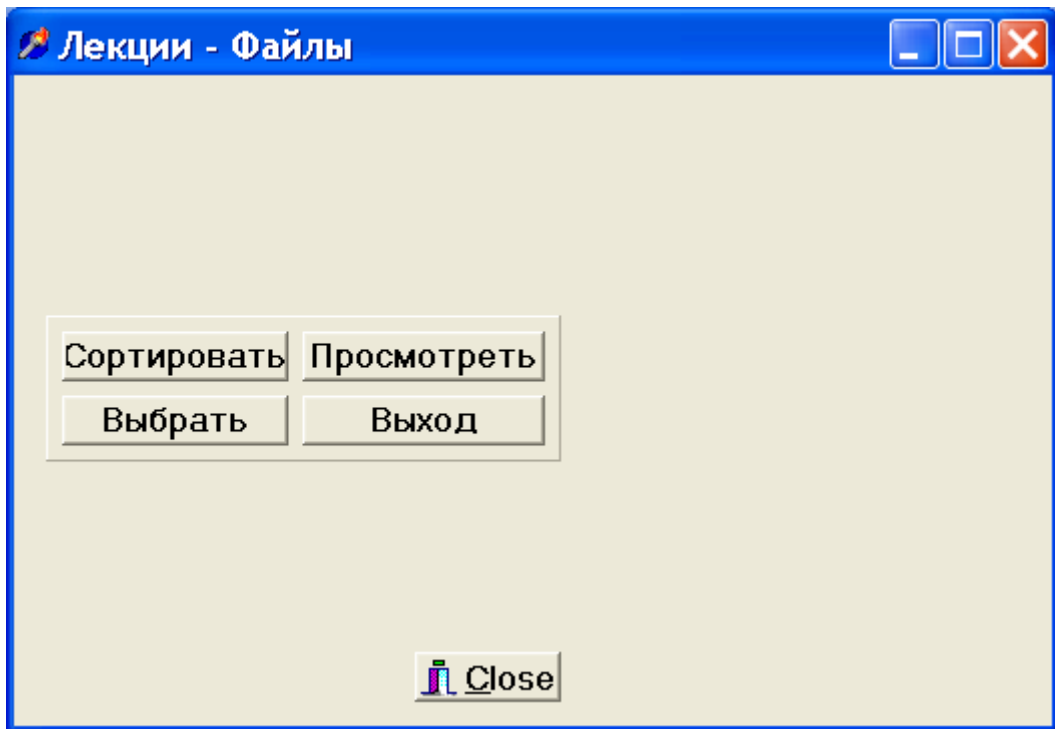 Лекции - Файлы
Сортировать Просмотреть
Выбрать Выход
Close